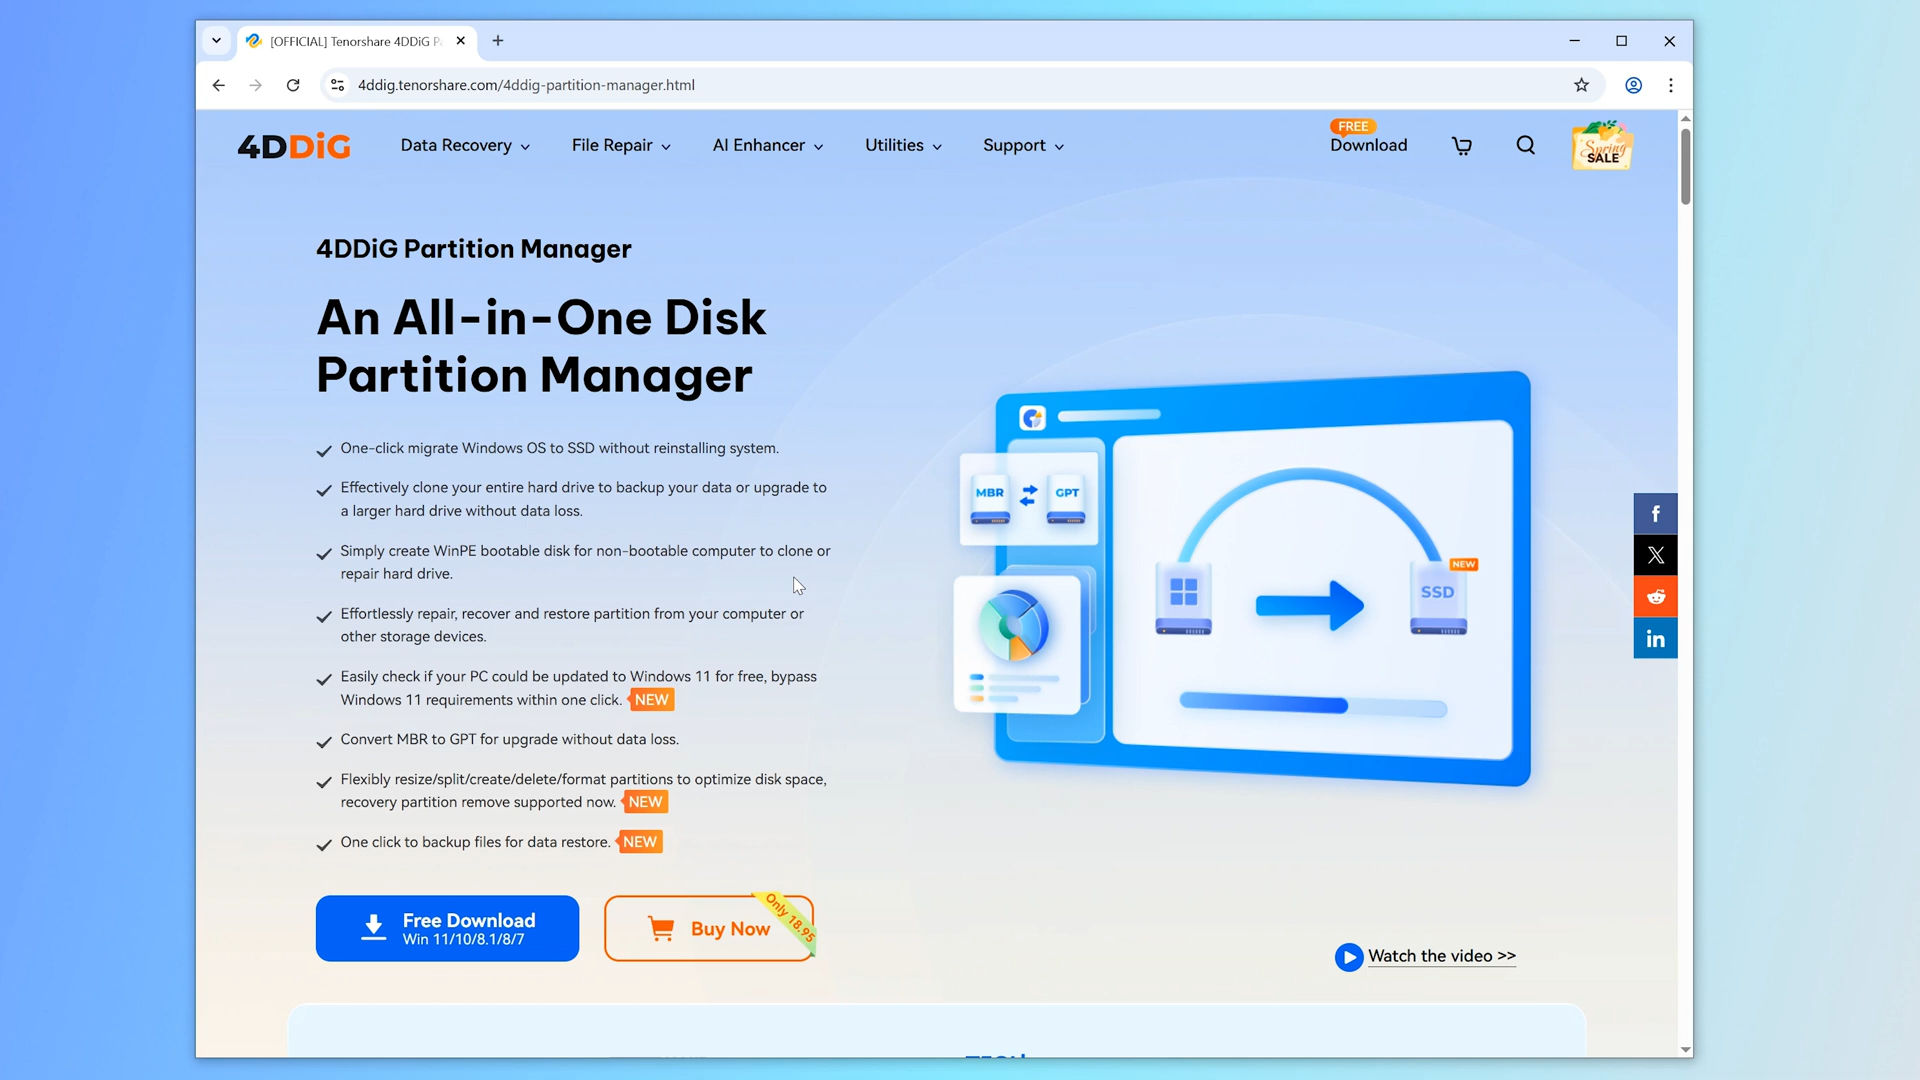 [OFFICIAL] Tenorshare 4DDiG P
4ddig.tenorshare.com/4ddig-partition-manager.html
4DDiG
Data Recovery
File Repair
AI Enhancer
Utilities
Support
FREE
Download
Spring
SALE
4DDiG Partition Manager
An All-in-One Disk
Partition Manager
One-click migrate Windows OS to SSD without reinstalling system.
Effectively clone your entire hard drive to backup your data or upgrade to
a larger hard drive without data loss.
Simply create WinPE bootable disk for non-bootable computer to clone or
repair hard drive.
Effortlessly repair, recover and restore partition from your computer or
other storage devices.
Easily check if your PC could be updated to Windows 11 for free, bypass
Windows 11 requirements within one click. NEW
Convert MBR to GPT for upgrade without data loss.
Flexibly resize/split/create/delete/format partitions to optimize disk space,
recovery partition remove supported now. NEW
One click to backup files for data restore. NEW
MBR
GPT
NEW
SSD
f
X
in
Free Download
Win 11/10/8.1/8/7
Buy Now
Only 18.95
Watch the video >>